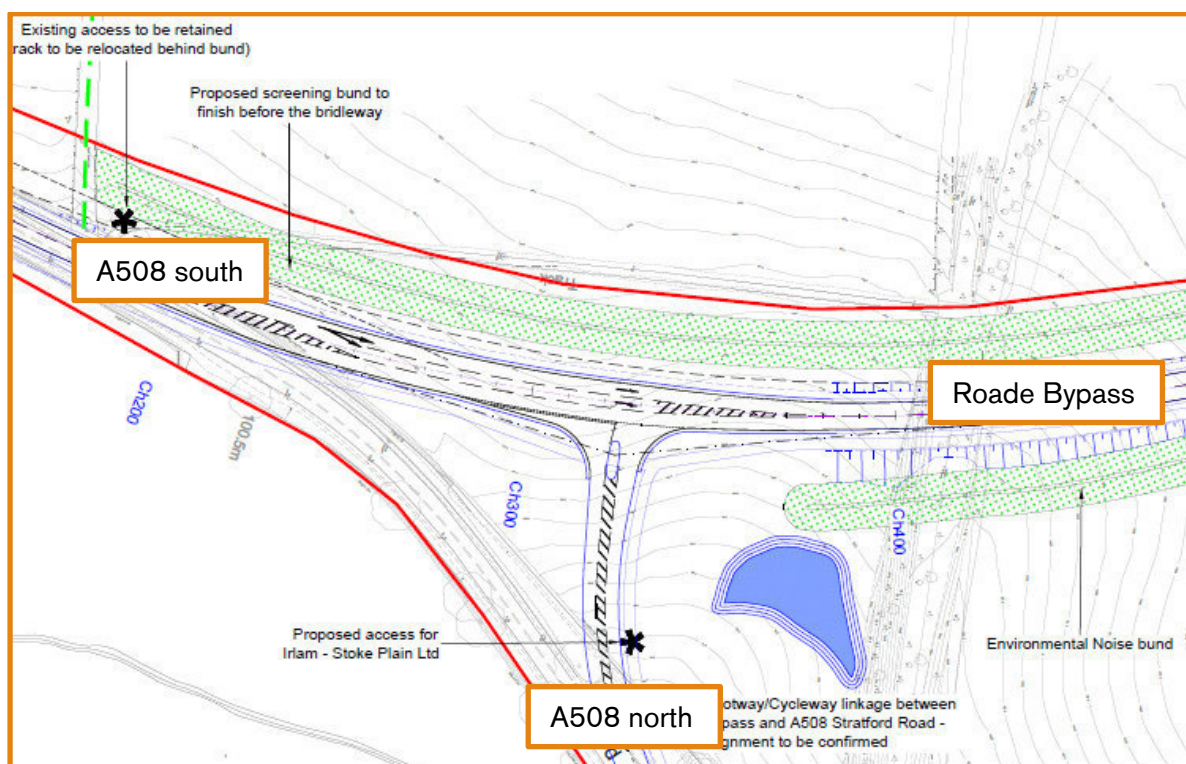 Existing access to be retained
rack to be relocated behind bund)
Proposed screening bund to
finish before the bridleway
A508 south
Track
Roade Bypass
Ch200
100.5m
Ch300
Ch400
Proposed access for
Irlam - Stoke Plain Ltd
Environmental Noise bund
A508 north
otway/Cycleway linkage between
pass and A508 Stratford Road -
gnment to be confirmed